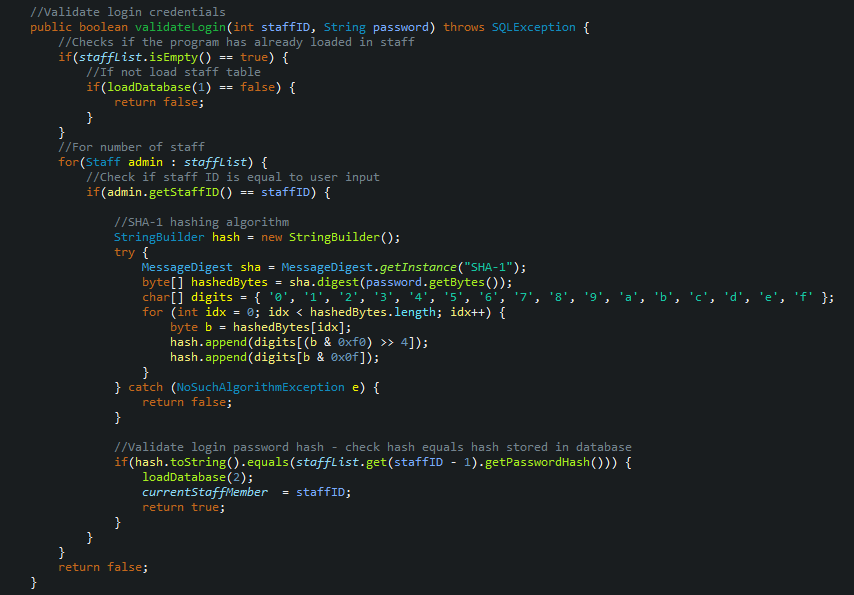 //Validate login credentials
public boolean validateLogin(int staffID, String password) throws SQLException {
//Checks if the program has already loaded in staff
if(staffList.isEmpty() == true) {
//If not load staff table
if(loadDatabase(1) == false) {
return false;
}
}
//For number of staff
for(Staff admin : staffList) {
//Check if staff ID is equal to user input
if(admin.getStaffID() == staffID) {
//SHA-1 hashing algorithm
StringBuilder hash = new StringBuilder();
try {
MessageDigest sha = MessageDigest.getInstance("SHA-1");
byte[] hashedBytes = sha.digest(password.getBytes());
char[] digits = { '0', '1', '2', '3', '4', '5', '6', '7', '8', '9', 'a', 'b', 'c', 'd', 'e', 'f' };
for (int idx = 0; idx < hashedBytes.length; idx++) {
byte b = hashedBytes[idx];
hash.append(digits[(b & 0xf0) >> 4]);
hash.append(digits[b & 0x0f]);
}
} catch (NoSuchAlgorithmException e) {
return false;
}
//Validate login password hash - check hash equals hash stored in database
if(hash.toString().equals(staffList.get(staffID - 1).getPasswordHash())) {
loadDatabase(2);
currentStaffMember  = staffID;
return true;
}
}
}
return false;
}